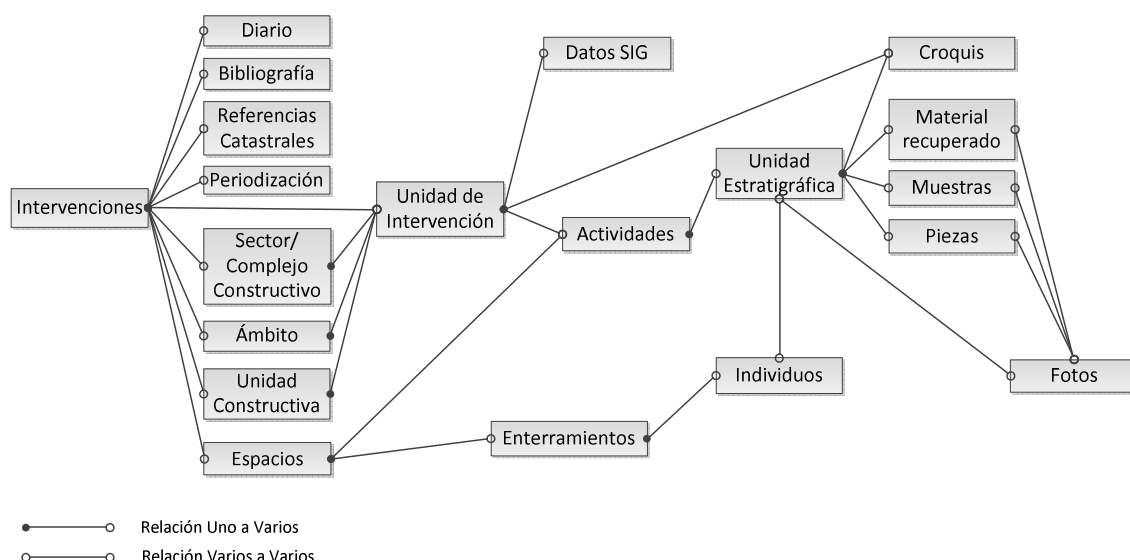 Diario
Bibliografía
Referencias
Catastrales
Periodización
Intervenciones
Sector/
Complejo
Constructivo
Ámbito
Unidad
Constructiva
Espacios
Unidad de
Intervención
Datos SIG
Actividades
Enterramientos
Unidad
Estratigráfica
Individuos
Croquis
Material
recuperado
Muestras
Piezas
Fotos
Relación Uno a Varios
Relación Varios a Varios